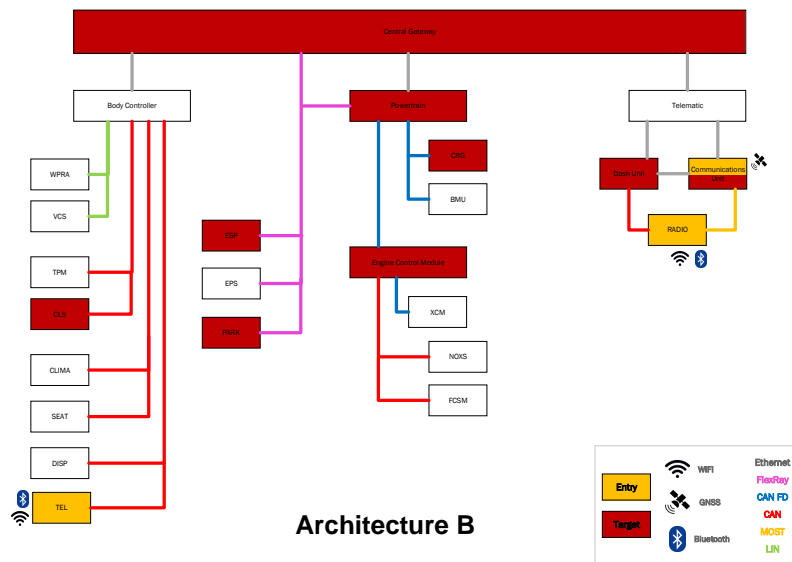 Central Gateway
Body Controller
Powertrain
Telematic
WPRA
VCS
TPM
CLS
CLIMA
SEAT
DISP
TEL
ESP
EPS
PARK
CRG
BMU
Engine Control Module
XCM
NOXS
FCSM
Dash Unit
Communications
Unit
RADIO
Architecture B
Entry
Target
WIFI
GNSS
Bluetooth
Ethernet
FlexRay
CAN FD
CAN
MOST
LIN